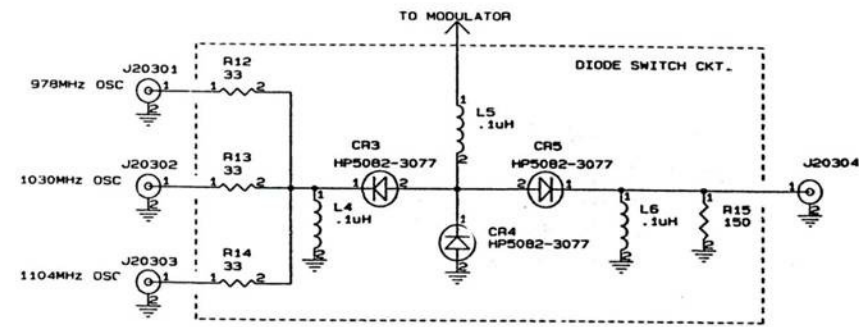 TO MODULATOR
DIODE SWITCH CKT.
J20301
978MHz OSC
1
2
R12
33
1
2
L5
.1uH
1
2
J20302
1030MHz OSC
1
2
R13
33
1
2
L4
.1uH
1
2
CR3
HP5082-3077
1
2
CR5
HP5082-3077
2
1
J20304
1
2
CR4
HP5082-3077
1
2
L6
.1uH
1
2
R15
150
1
2
J20303
1104MHz OSC
1
2
R14
33
1
2